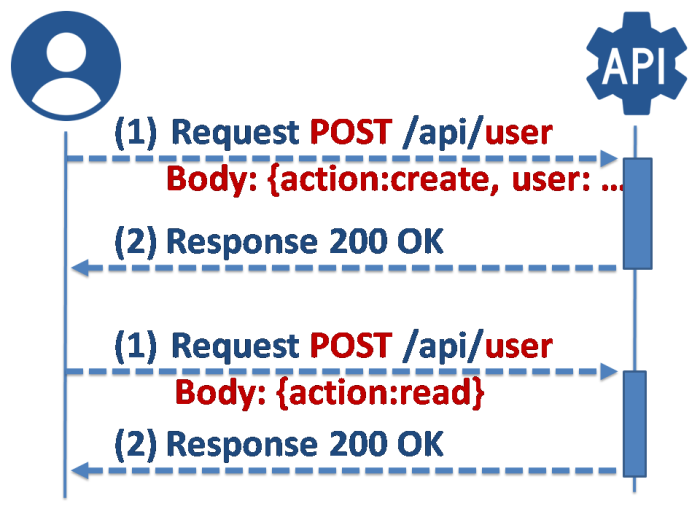 API
(1) Request POST /api/user
Body: {action:create, user: ...
(2) Response 200 OK
(1) Request POST /api/user
Body: {action:read}
(2) Response 200 OK